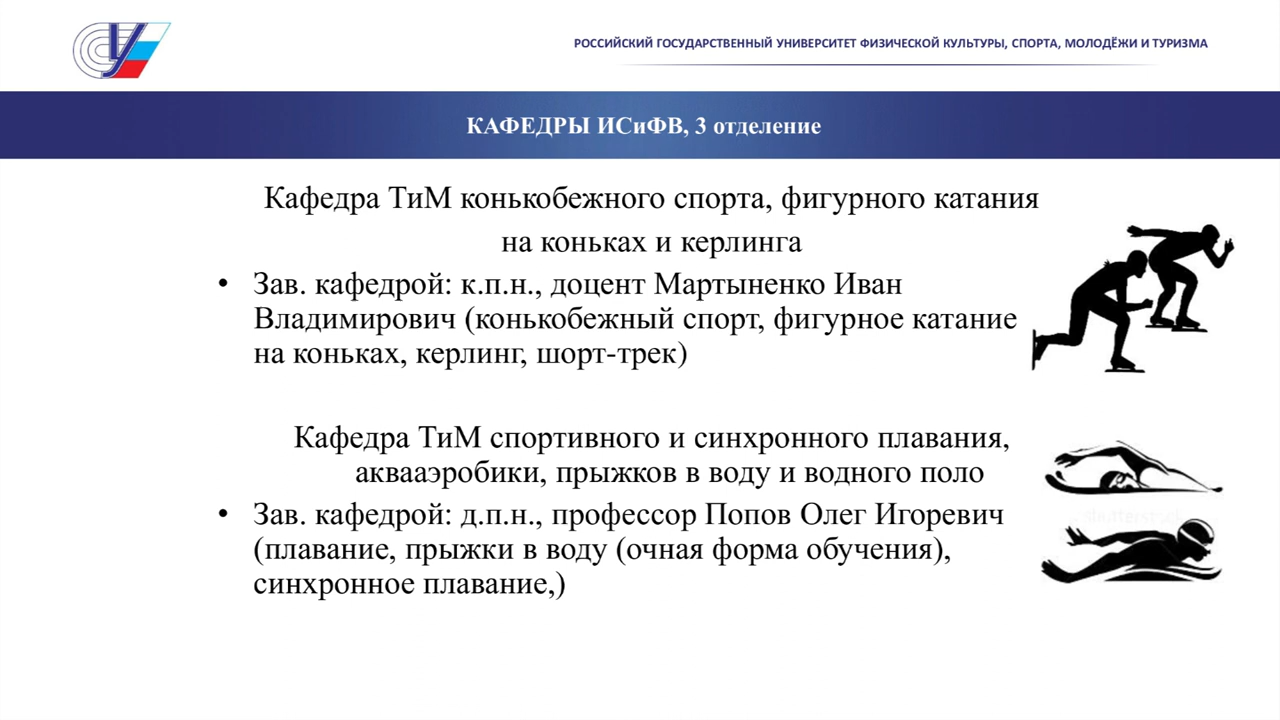 РОССИЙСКИЙ ГОСУДАРСТВЕННЫЙ УНИВЕРСИТЕТ ФИЗИЧЕСКОЙ КУЛЬТУРЫ, СПОРТА, МОЛОДЁЖИ И ТУРИЗМА
КАФЕДРЫ ИСиФВ, 3 отделение
Кафедра ТиМ конькобежного спорта, фигурного катания
на коньках и керлинга
• Зав. кафедрой: к.п.н., доцент Мартыненко Иван
Владимирович (конькобежный спорт, фигурное катание
на коньках, керлинг, шорт-трек)
Кафедра ТиМ спортивного и синхронного плавания,
аквааэробики, прыжков в воду и водного поло
• Зав. кафедрой: д.п.н., профессор Попов Олег Игоревич
(плавание, прыжки в воду (очная форма обучения),
синхронное плавание,)